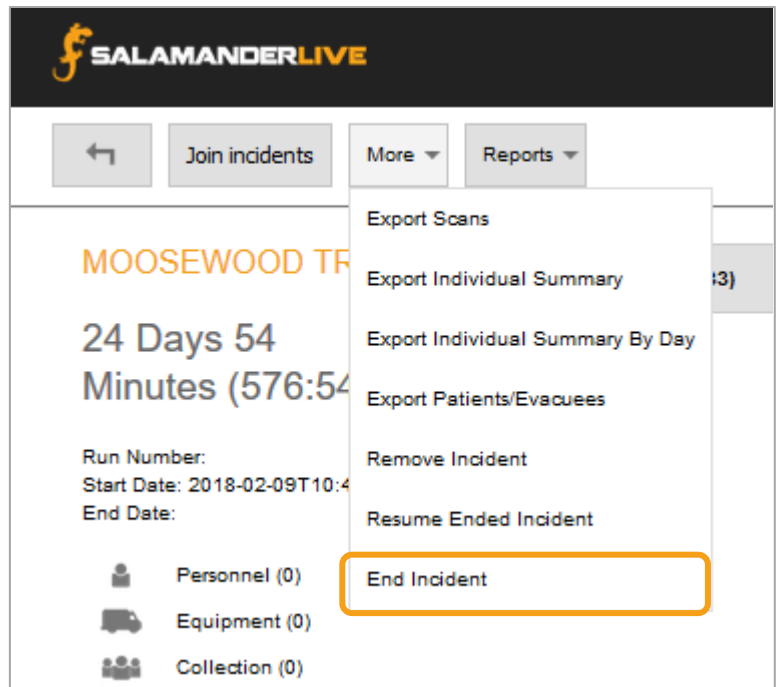 SALAMANDERLIVE
Join incidents
More
Reports
Export Scans
Export Individual Summary
Export Individual Summary By Day
Export Patients/Evacuees
Remove Incident
Resume Ended Incident
End Incident
MOOSEWOOD TR
33)
24 Days 54
Minutes (576:54
Run Number:
Start Date: 2018-02-09T10:4
End Date:
Personnel (0)
Equipment (0)
Collection (0)